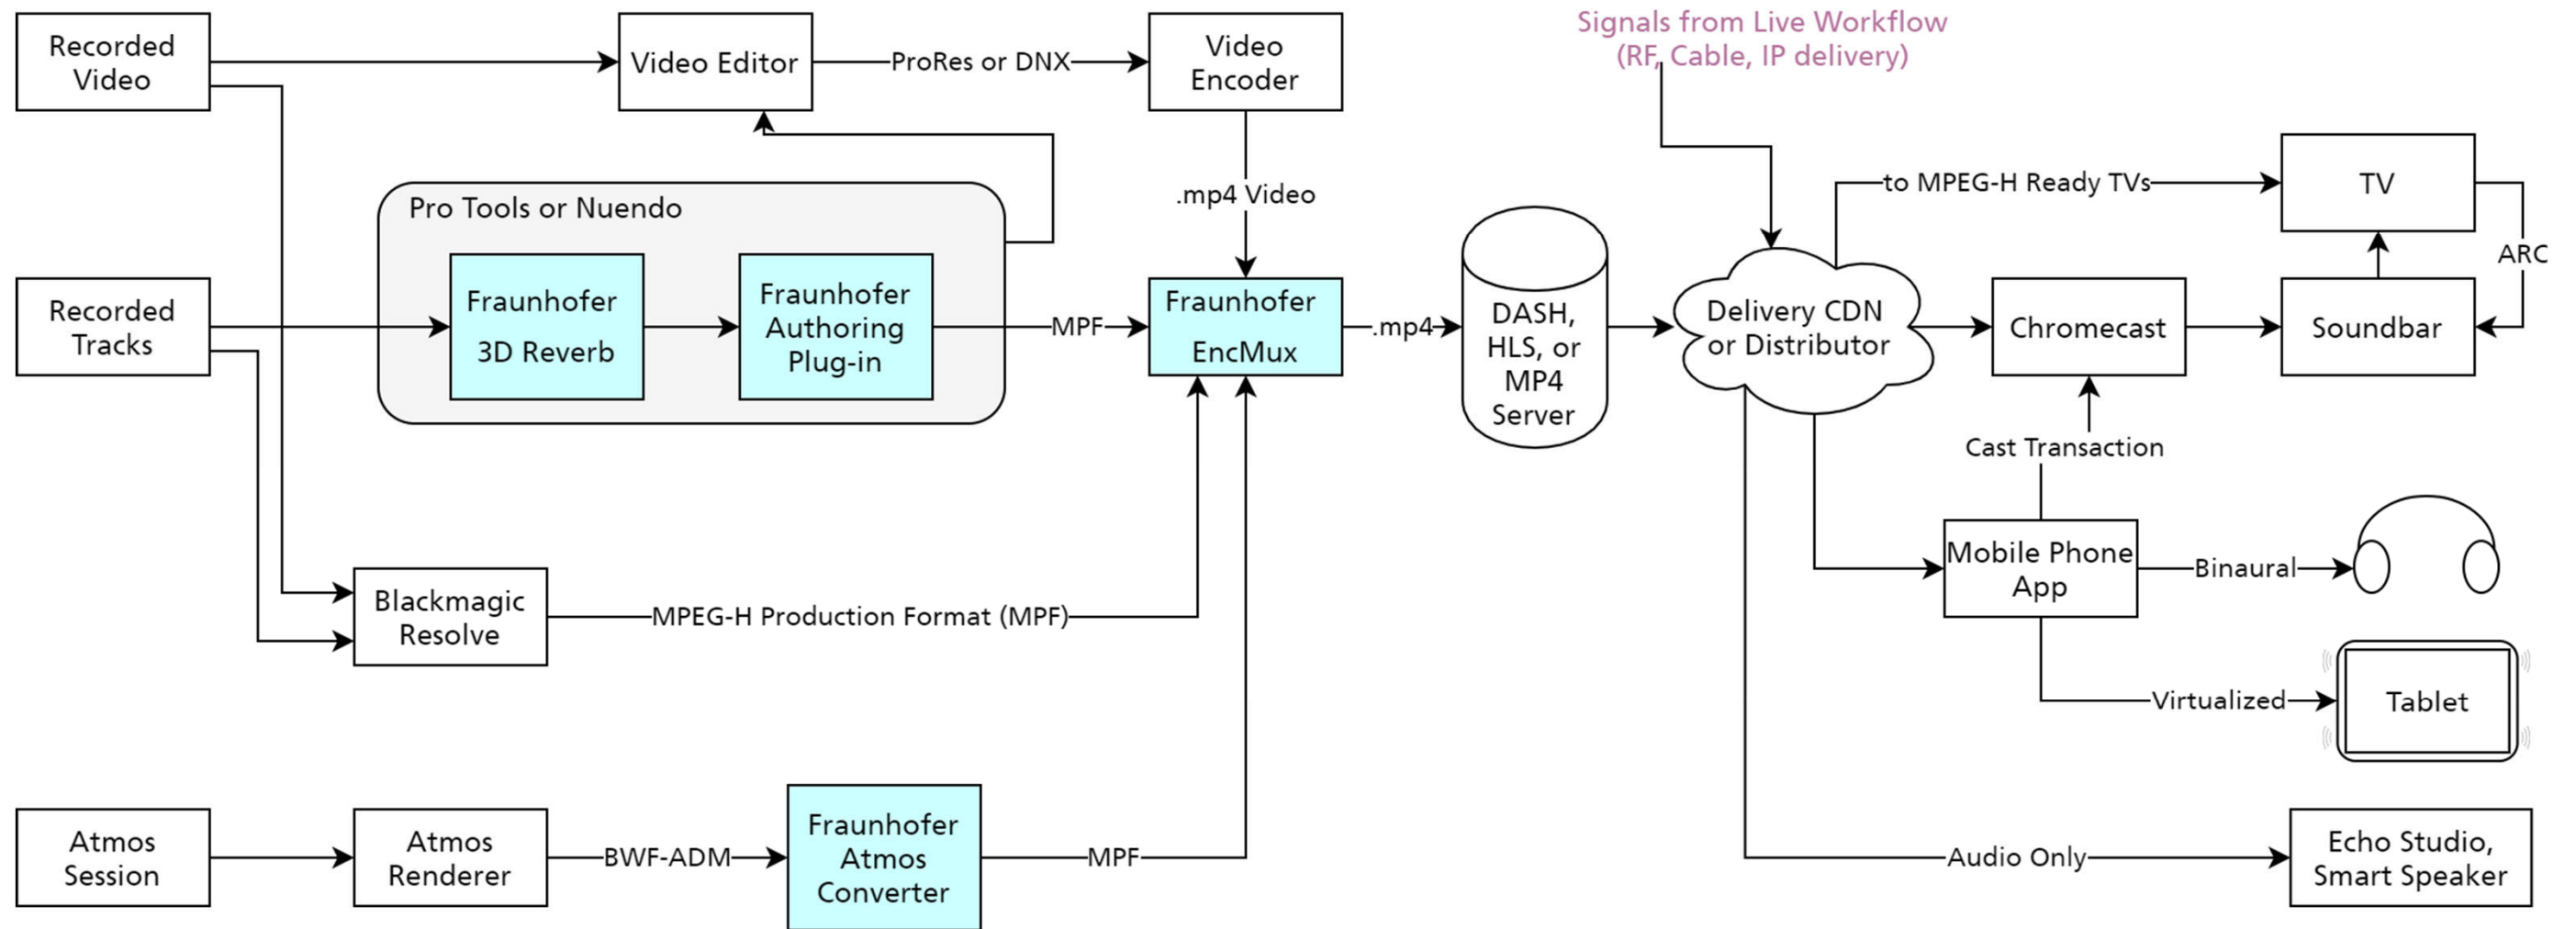 Recorded
Video
Video Editor
ProRes or DNX
Video
Encoder
Signals from Live Workflow
(RF, Cable, IP delivery)
.mp4 Video
to MPEG-H Ready TVs
TV
ARC
Pro Tools or Nuendo
Recorded
Tracks
Fraunhofer
3D Reverb
Fraunhofer
Authoring
Plug-in
MPF
Fraunhofer
EncMux
.mp4
DASH,
HLS, or
MP4
Server
Delivery CDN
or Distributor
Chromecast
Soundbar
Cast Transaction
Mobile Phone
App
Binaural
Blackmagic
Resolve
MPEG-H Production Format (MPF)
Virtualized
Tablet
Atmos
Session
Atmos
Renderer
BWF-ADM
Fraunhofer
Atmos
Converter
MPF
Audio Only
Echo Studio,
Smart Speaker